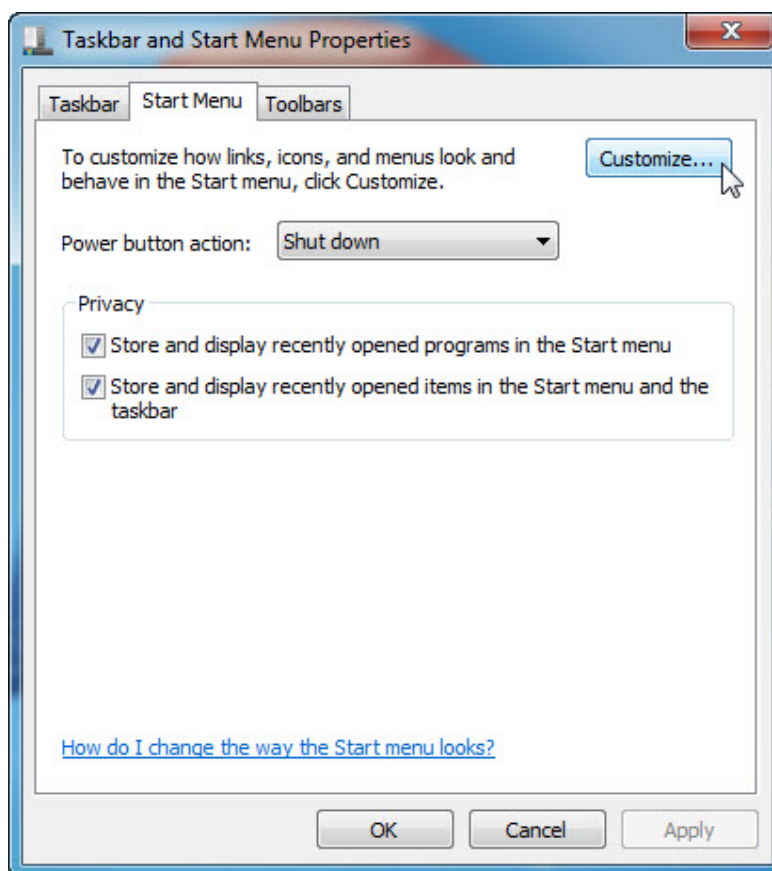 Taskbar and Start Menu Properties
Taskbar Start Menu Toolbars
To customize how links, icons, and menus look and
behave in the Start menu, click Customize.
Customize...
Power button action: Shut down
Privacy
Store and display recently opened programs in the Start menu
Store and display recently opened items in the Start menu and the
taskbar
How do I change the way the Start menu looks?
OK Cancel Apply